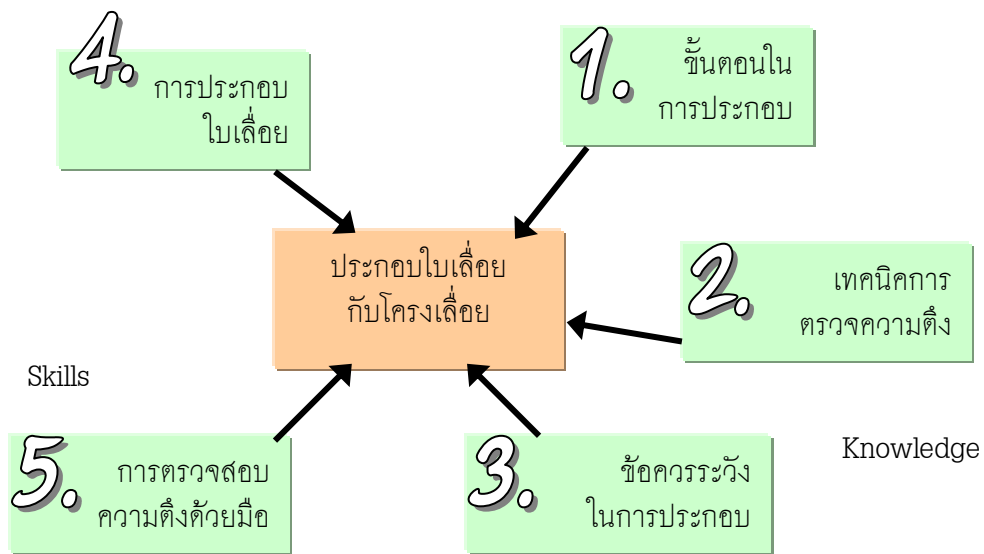 4.
การประกอบ
ใบเลื่อย
1.
ขั้นตอนใน
การประกอบ
ประกอบใบเลื่อย
กับโครงเลื่อย
2.
เทคนิคการ
ตรวจความตึง
Skills
Knowledge
5.
การตรวจสอบ
ความตึงด้วยมือ
3.
ข้อควรระวัง
ในการประกอบ